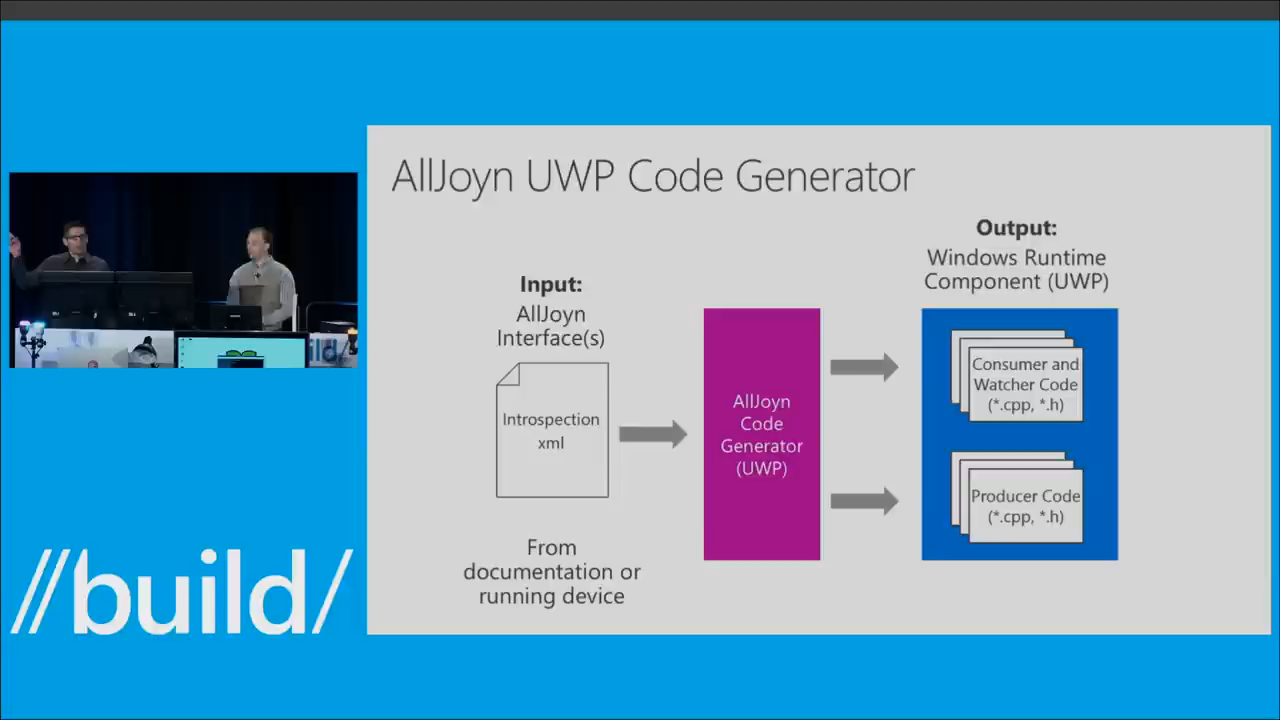 AllJoyn UWP Code Generator
Input:
AllJoyn
Interface(s)
Introspection
xml
From
documentation or
running device
AllJoyn
Code
Generator
(UWP)
Output:
Windows Runtime
Component (UWP)
Consumer and
Watcher Code
(*.cpp, *.h)
Producer Code
(*.cpp, *.h)
//build/
ild/